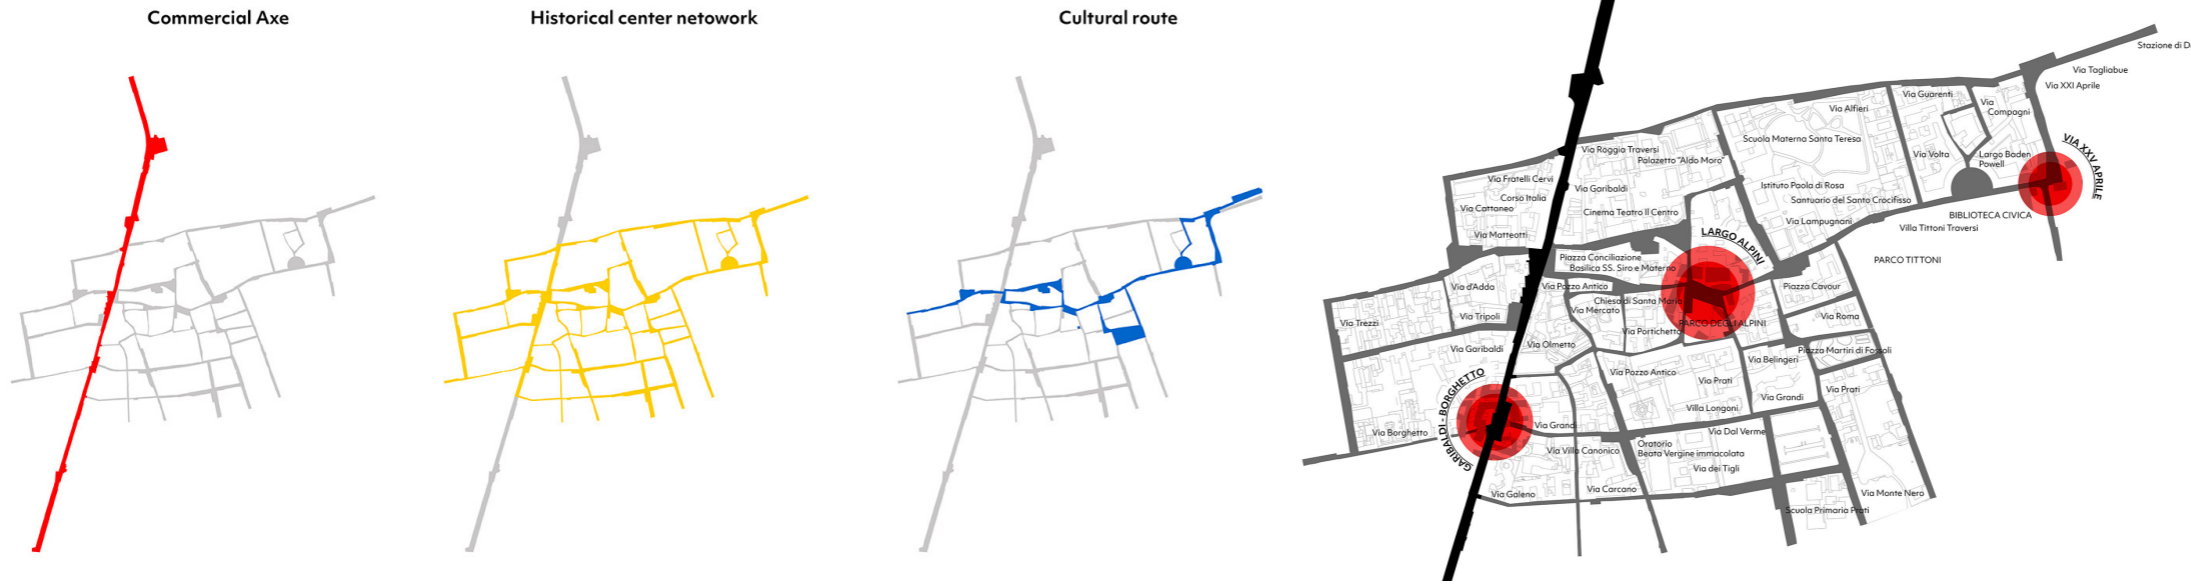 Commercial Axe
Historical center netowork
Cultural route
Stazione di D
Via Tagliabue
Via XXI Aprile
Via Guarenti
Via
Compagni
Via Alfieri
Scuola Materna Santa Teresa
VIA XXV APRILE
Via Roggia Traversi
Palazetto "Aldo Moro"
Via Volta
Largo Baden
Powell
Via Fratelli Cervi
Via Garibaldi
Istituto Paola di Rosa
Corso Italia
Santuario del Santo Crocifisso
Via Cattaneo
Cinema Teatro Il Centro
BIBLIOTECA CIVICA
Via Lampugnani
Villa Tittoni Traversi
Via Matteotti
LARGO ALPINI
Piazza Conciliazione
Basilica SS. Siro e Materno
PARCO TITTONI
Via d'Adda
Via Pozzo Antico
Piazza Cavour
Chiesa di Santa Maria
Via Mercato
Via Tripoli
Via Roma
Via Trezzi
PARCO DEGLI ALPINI
Via Portichetto
Via Garibaldi
Via Olmetto
Piazza Martiri di Fossoli
Via Belingeri
GARIBALDI - BORGHETTO
Via Pozzo Antico
Via Prati
Via Prati
Via Grandi
Villa Longoni
Via Borghetto
Via Grandi
Via Dal Verme
Oratorio
Beata Vergine immacolata
Via Villa Canonico
Via dei Tigli
Via Galeno
Via Carcano
Via Monte Nero
Scuola Primaria Prati